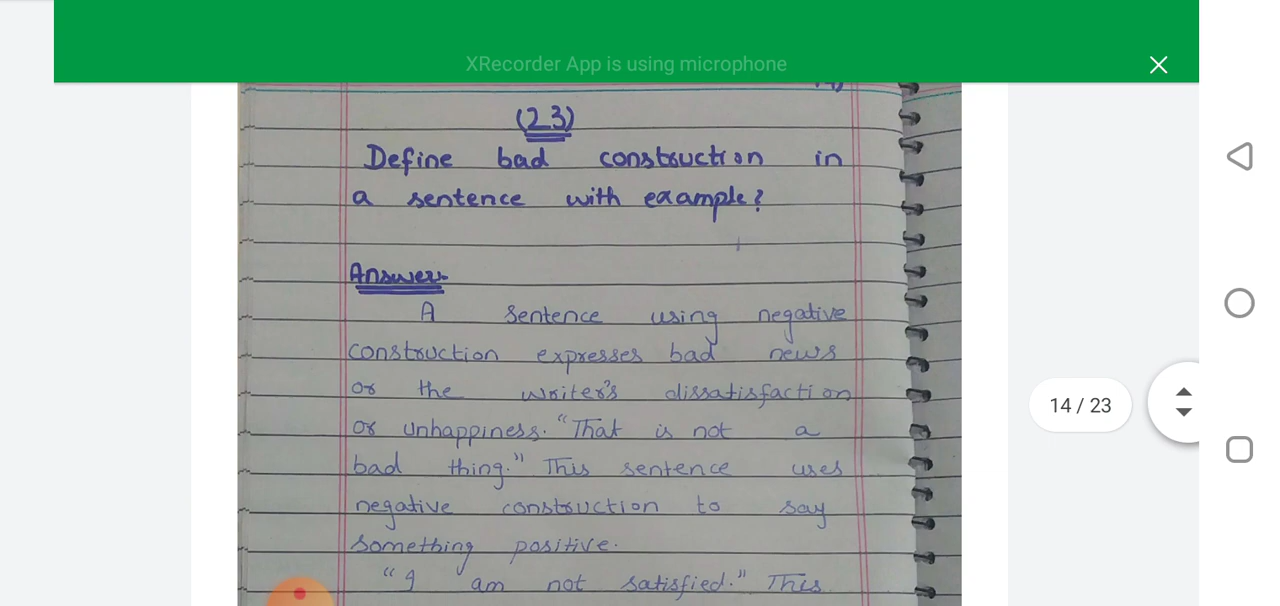 XRecorder App is using microphone
(23)
Define bad construction in
a sentence with example?
Answer
A sentence using negative
construction expresses bad news
or the writer's dissatisfaction
or unhappiness. "That is not a
bad thing." This sentence uses
negative construction to say
something positive.
"I am not satisfied." This
14 / 23